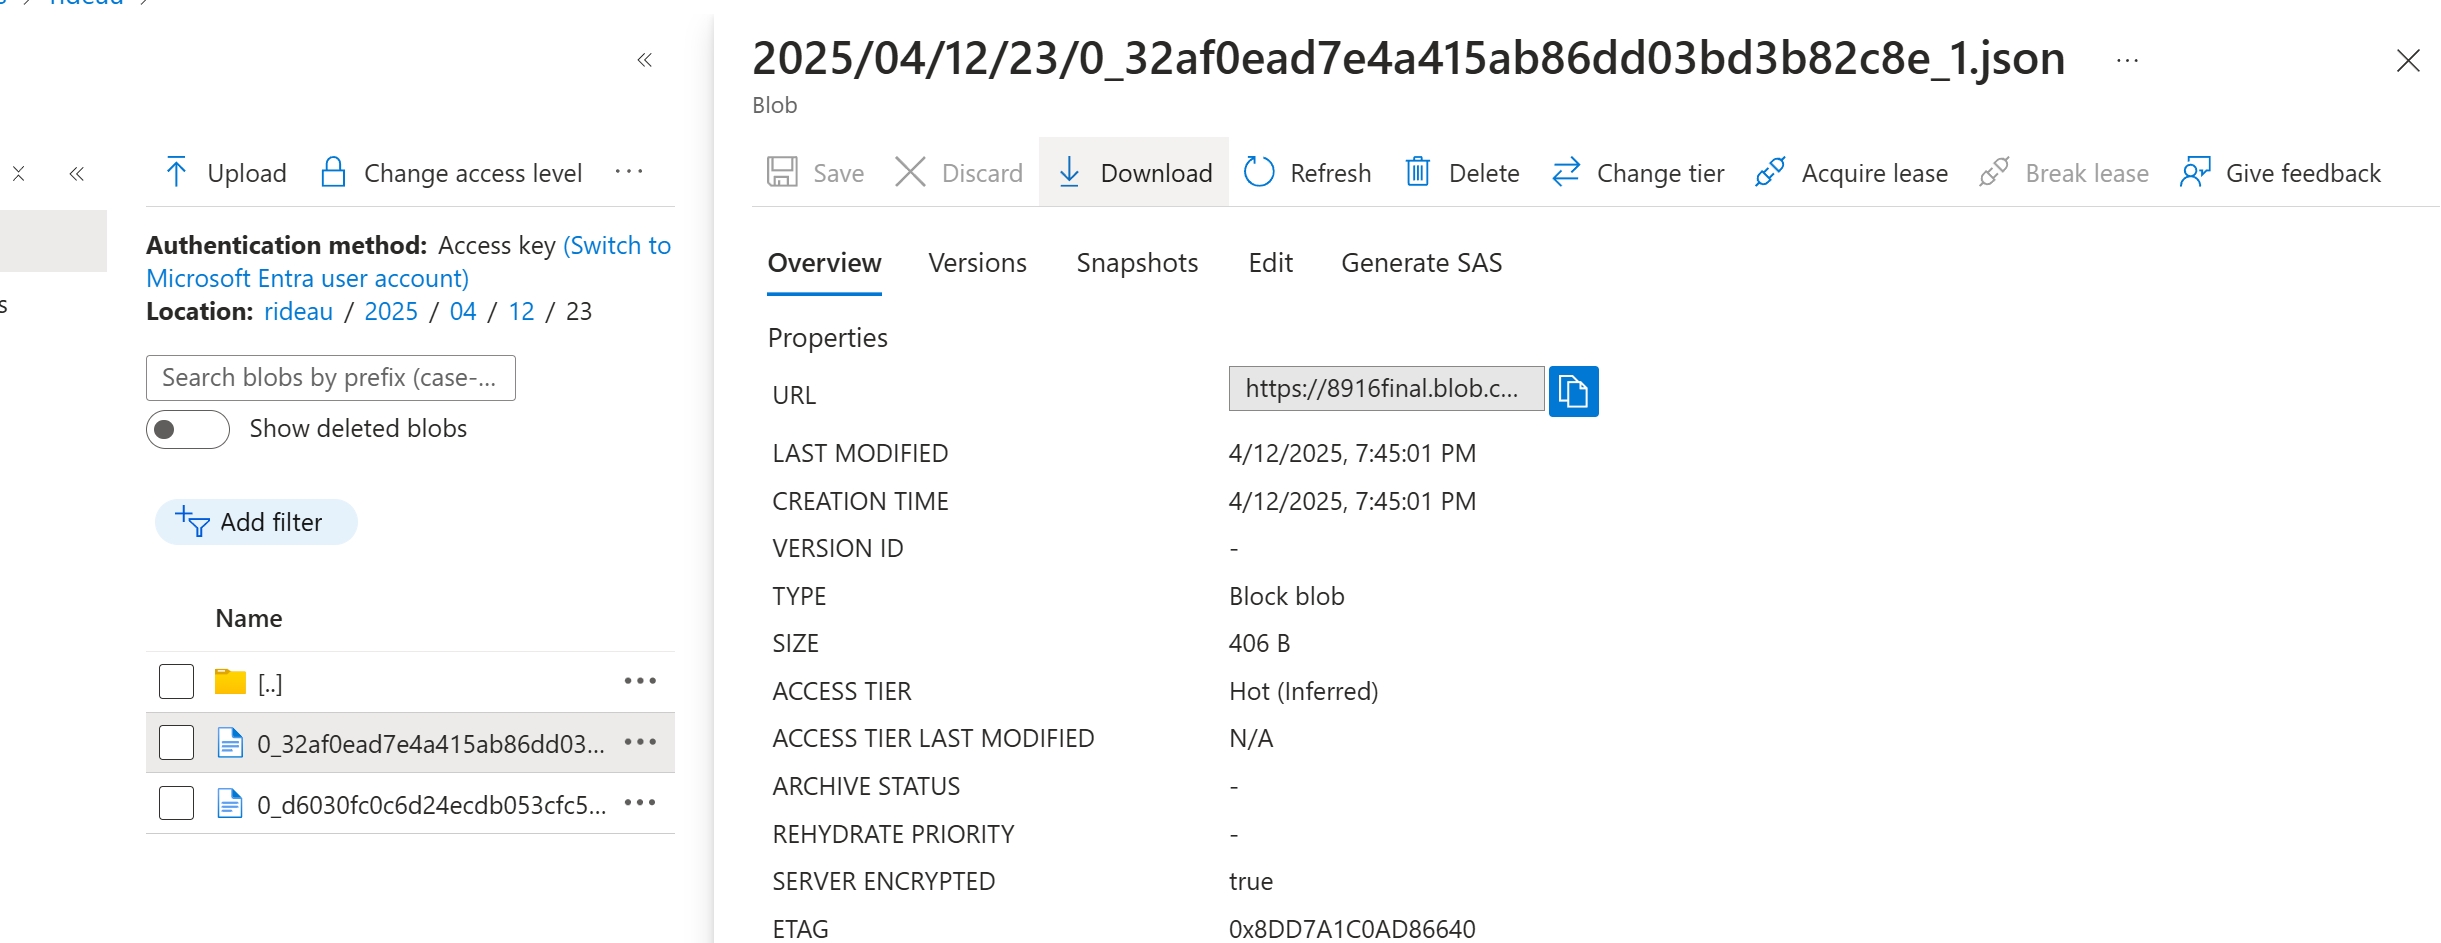 rideau
Upload
Change access level
Authentication method: Access key (Switch to
Microsoft Entra user account)
Location: rideau / 2025 / 04 / 12 / 23
Search blobs by prefix (case-...
Show deleted blobs
Add filter
Name
[..]
0_32af0ead7e4a415ab86dd03...
0_d6030fc0c6d24ecdb053cfc5...
2025/04/12/23/0_32af0ead7e4a415ab86dd03bd3b82c8e_1.json
Blob
Save Discard Download Refresh Delete Change tier Acquire lease Break lease Give feedback
Overview Versions Snapshots Edit Generate SAS
Properties
URL https://8916final.blob.c...
LAST MODIFIED 4/12/2025, 7:45:01 PM
CREATION TIME 4/12/2025, 7:45:01 PM
VERSION ID -
TYPE Block blob
SIZE 406 B
ACCESS TIER Hot (Inferred)
ACCESS TIER LAST MODIFIED N/A
ARCHIVE STATUS -
REHYDRATE PRIORITY -
SERVER ENCRYPTED true
ETAG 0x8DD7A1C0AD86640